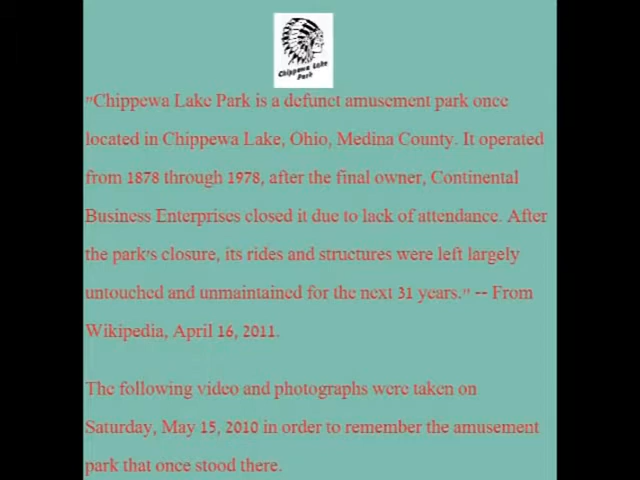 Chippewa Lake
Park
"Chippewa Lake Park is a defunct amusement park once
located in Chippewa Lake, Ohio, Medina County. It operated
from 1878 through 1978, after the final owner, Continental
Business Enterprises closed it due to lack of attendance. After
the park's closure, its rides and structures were left largely
untouched and unmaintained for the next 31 years." -- From
Wikipedia, April 16, 2011.
The following video and photographs were taken on
Saturday, May 15, 2010 in order to remember the amusement
park that once stood there.